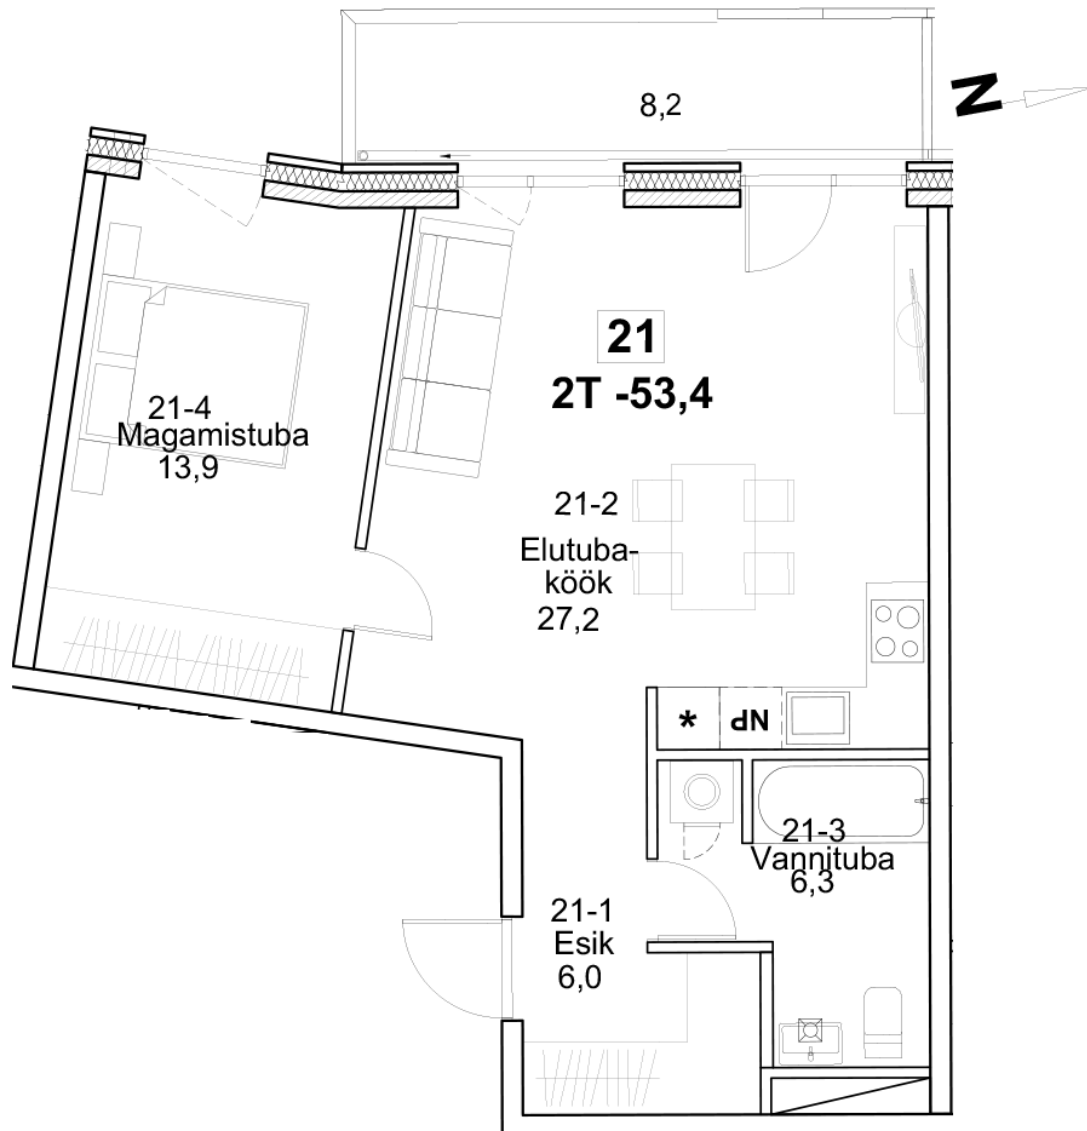 8,2
N
21
2T -53,4
21-4
Magamistuba
13,9
21-2
Elutuba-
köök
27,2
* NP
21-3
Vannituba
6,3
21-1
Esik
6,0